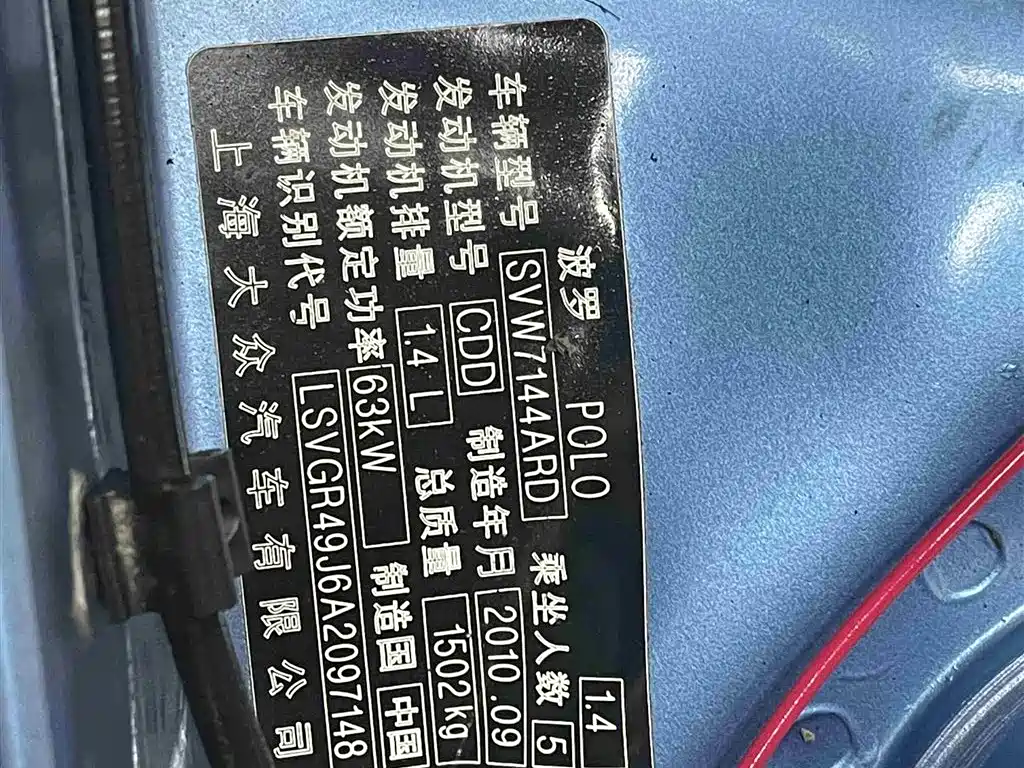 波罗 POLO 1.4
车辆型号 SVW7144ARD 乘坐人数 5
发动机型号 CDD 制造年月 2010.09
发动机排量 1.4 L 总质量 1502kg
发动机额定功率 63kW 制造国 中国
车辆识别代号 LSVGR49J6A2097148
上海大众汽车有限公司